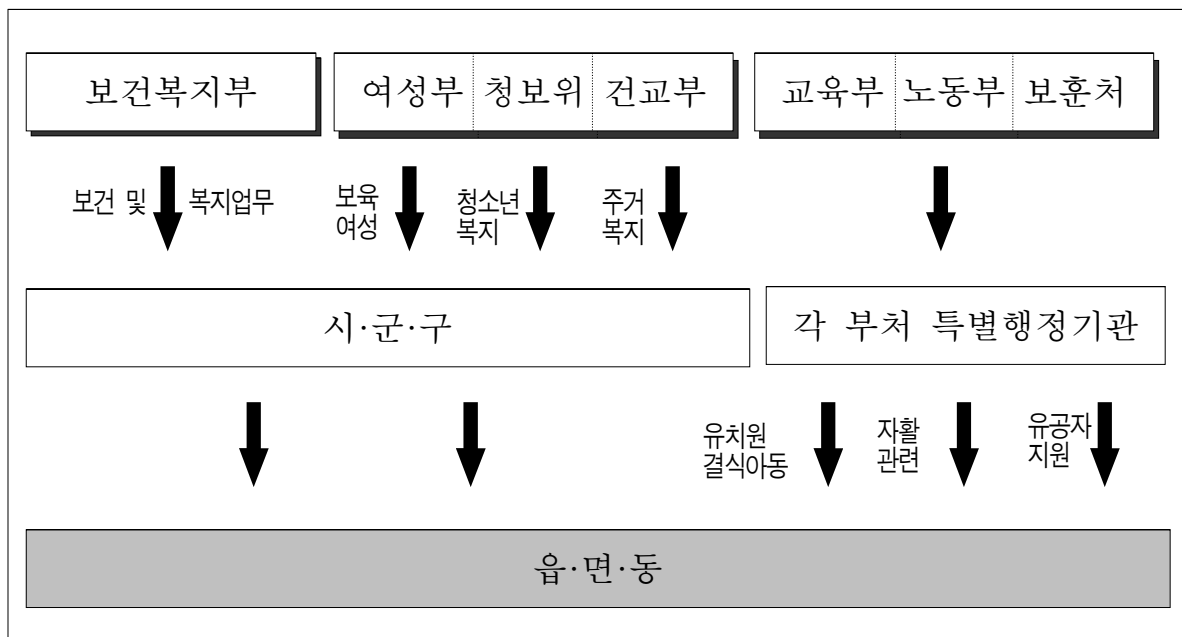 보건복지부
여성부 청보위 건교부
교육부 노동부 보훈처
보건 및 복지업무
보육
여성
청소년
복지
주거
복지
시·군·구
각 부처 특별행정기관
유치원
결식아동
자활
관련
유공자
지원
읍·면·동